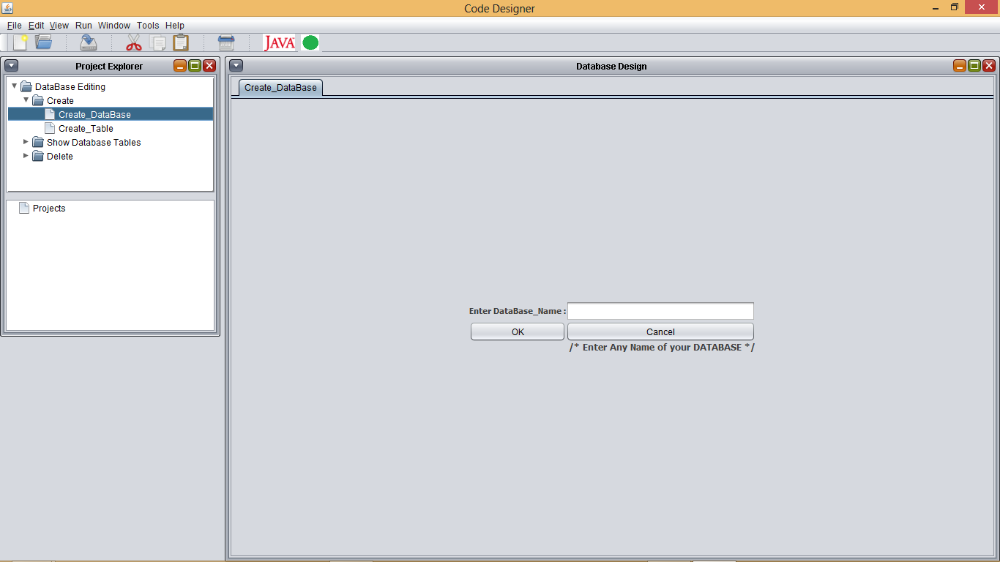 Code Designer
File Edit View Run Window Tools Help
JAVA
Project Explorer
DataBase Editing
Create
Create_DataBase
Create_Table
Show Database Tables
Delete
Projects
Database Design
Create_DataBase
Enter DataBase_Name :
OK Cancel
/* Enter Any Name of your DATABASE */